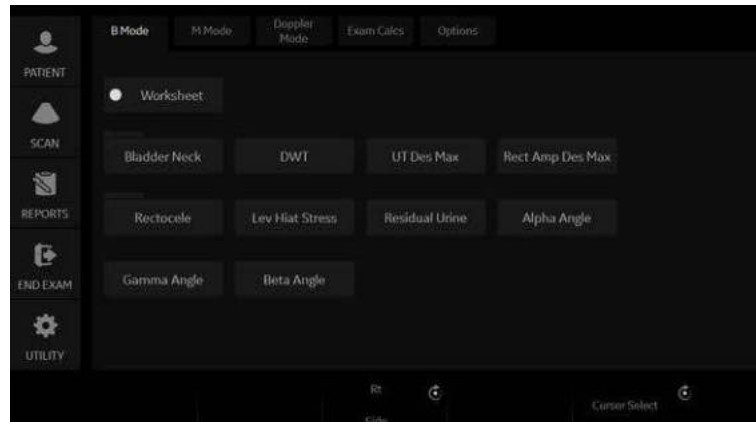 B Mode
M Mode
Doppler
Mode
Exam Calcs
Options
PATIENT
SCAN
REPORTS
END EXAM
UTILITY
Worksheet
Bladder Neck
DWT
UT Des Max
Rect Amp Des Max
Rectocele
Lev Hiat Stress
Residual Urine
Alpha Angle
Gamma Angle
Beta Angle
Rt
Side
Cursor Select